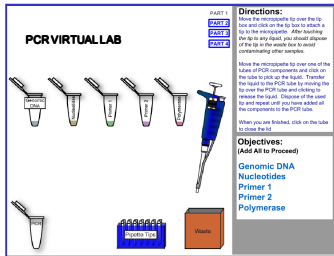 PART 1
PART 2
PART 3
PART 4
PCR VIRTUAL LAB
Genomic
DNA
Nucleotides
Primer 1
Primer 2
Polymerase
PCR
Pipette Tips
Waste
Directions:
Move the micropipette tip over the tip
box and click on the tip box to attach a
tip to the micropipette. After touching
the tip to any liquid, you should dispose
of the tip in the waste box to avoid
contaminating other samples.
Move the micropipette tip over one of the
tubes of PCR components and click on
the tube to pick up the liquid. Transfer
the liquid to the PCR tube by moving the
tip over the PCR tube and clicking to
release the liquid. Dispose of the used
tip and repeat until you have added all
the components to the PCR tube.
When you are finished, click on the tube
to close the lid
Objectives:
(Add All to Proceed)
Genomic DNA
Nucleotides
Primer 1
Primer 2
Polymerase